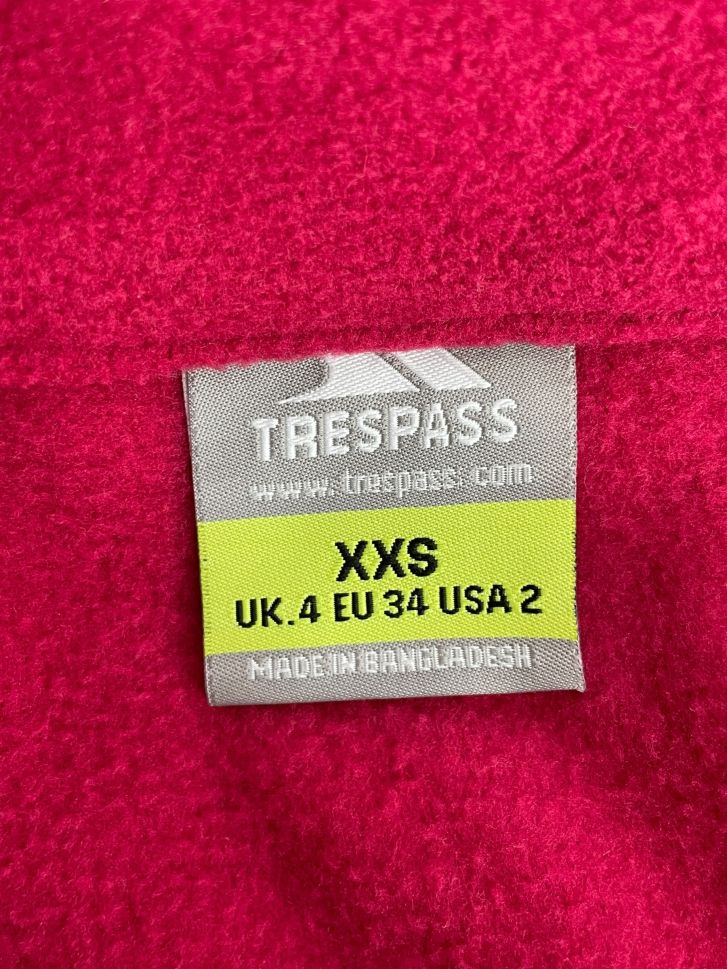 TRESPASS
www.trespass.com
XXS
UK.4 EU 34 USA 2
MADE IN BANGLADESH